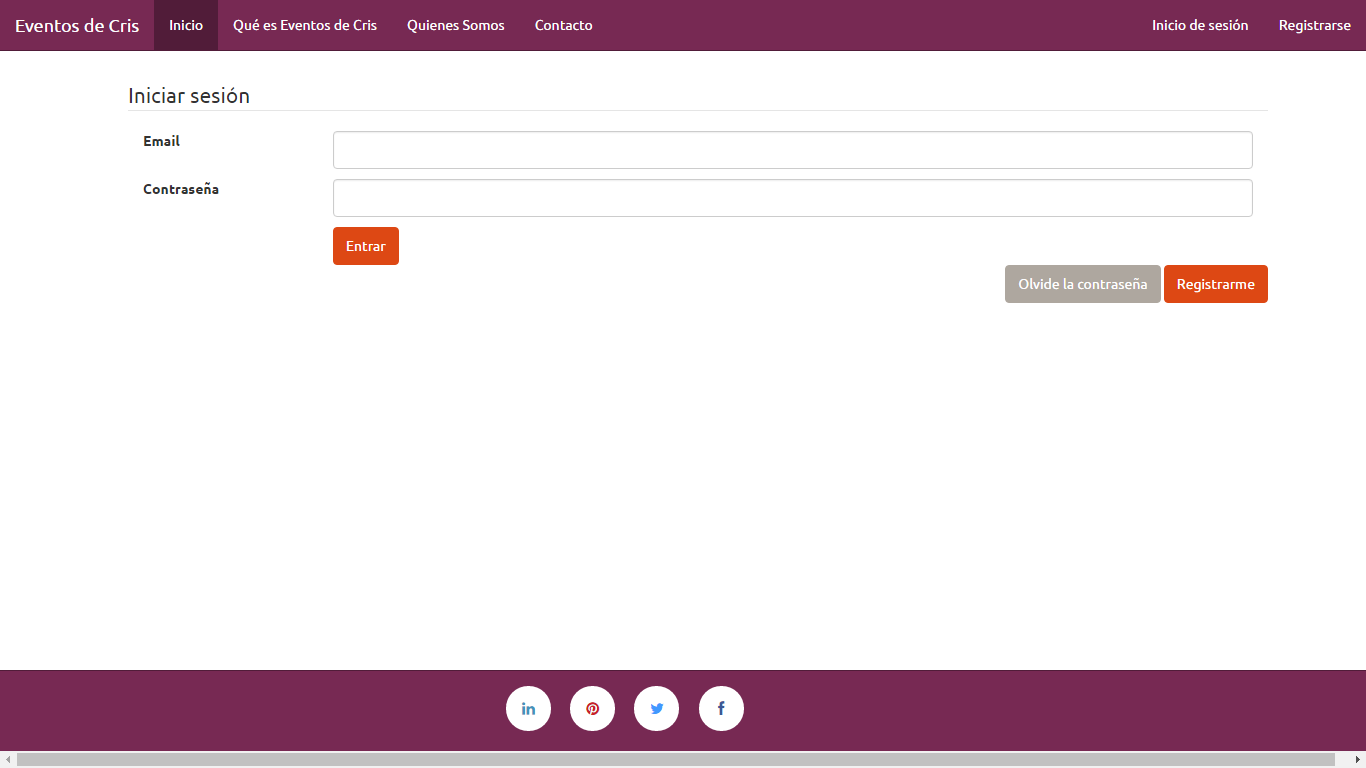 Eventos de Cris Inicio Qué es Eventos de Cris Quienes Somos Contacto Inicio de sesión Registrarse
Iniciar sesión
Email
Contraseña
Entrar
Olvide la contraseña Registrarme